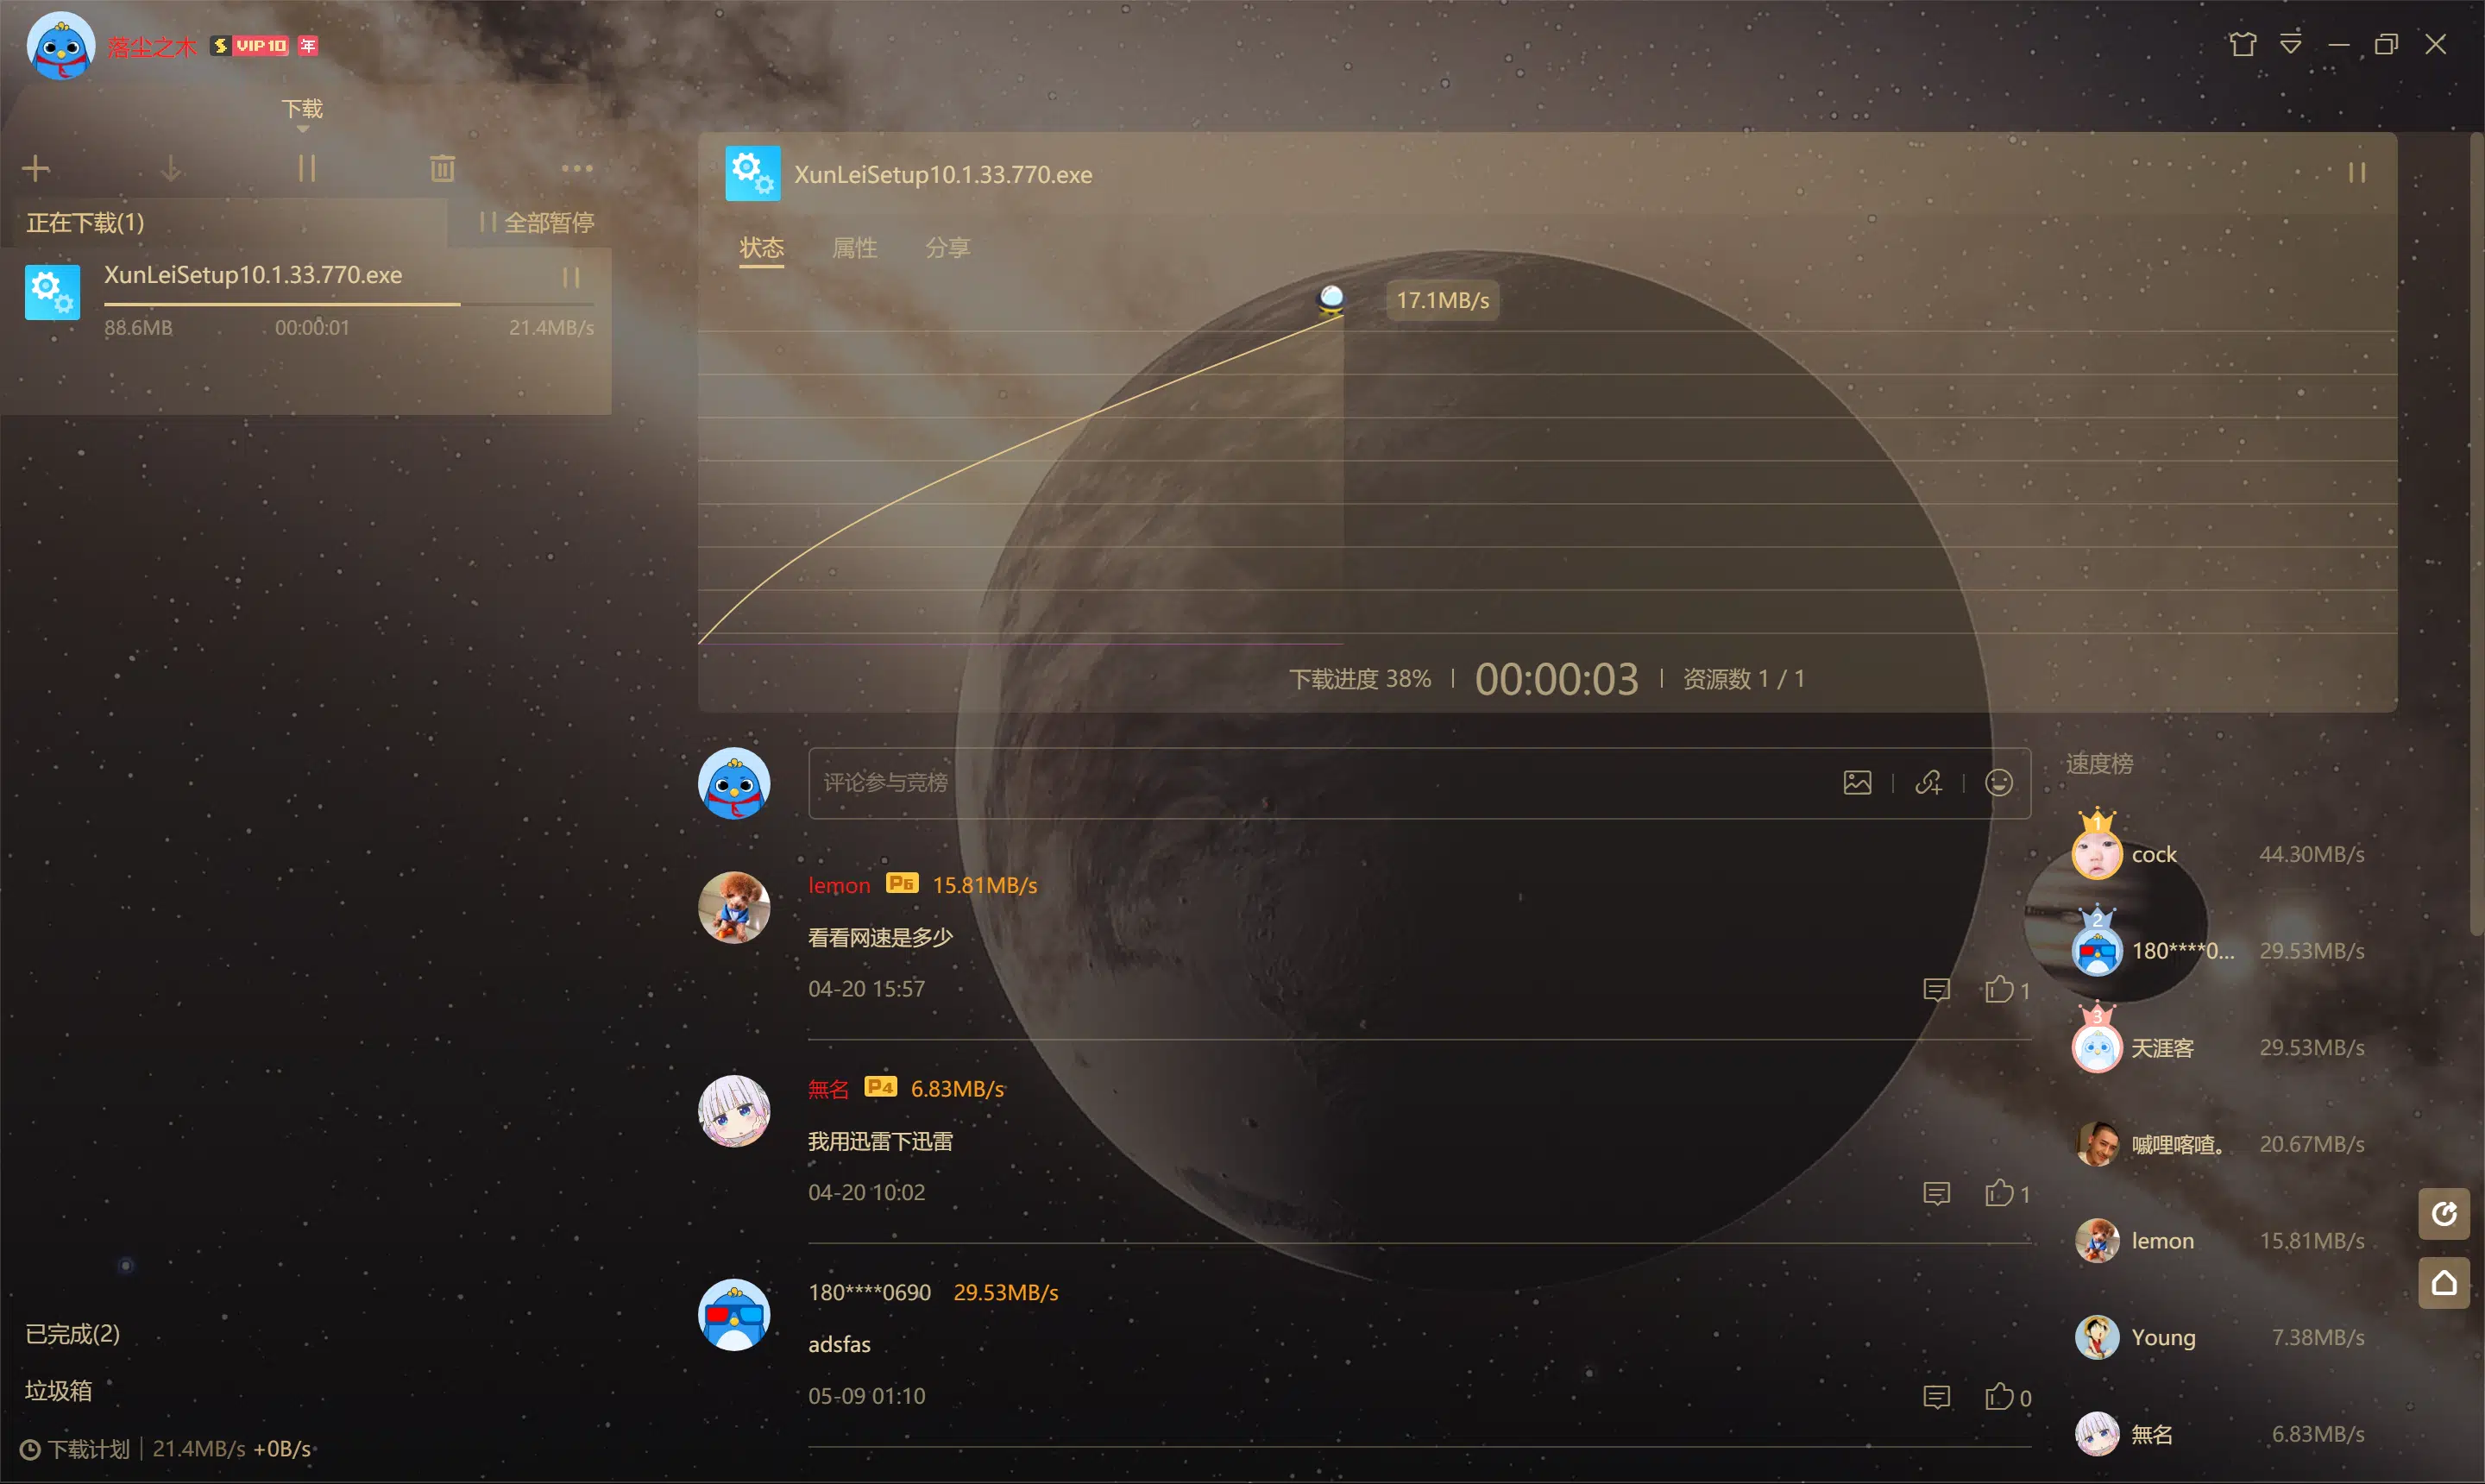 落尘之木 VIP10 年
下载
正在下载(1)
全部暂停
XunLeiSetup10.1.33.770.exe
88.6MB 00:00:01 21.4MB/s
已完成(2)
垃圾箱
下载计划 21.4MB/s +0B/s
XunLeiSetup10.1.33.770.exe
状态 属性 分享
17.1MB/s
下载进度 38% 00:00:03 资源数 1 / 1
评论参与竞榜
lemon P6 15.81MB/s
看看网速是多少
04-20 15:57 1
無名 P4 6.83MB/s
我用迅雷下迅雷
04-20 10:02 1
180****0690 29.53MB/s
adsfas
05-09 01:10 0
速度榜
1
cock 44.30MB/s
2
180****0... 29.53MB/s
3
天涯客 29.53MB/s
嘁哩喀喳。 20.67MB/s
lemon 15.81MB/s
Young 7.38MB/s
無名 6.83MB/s